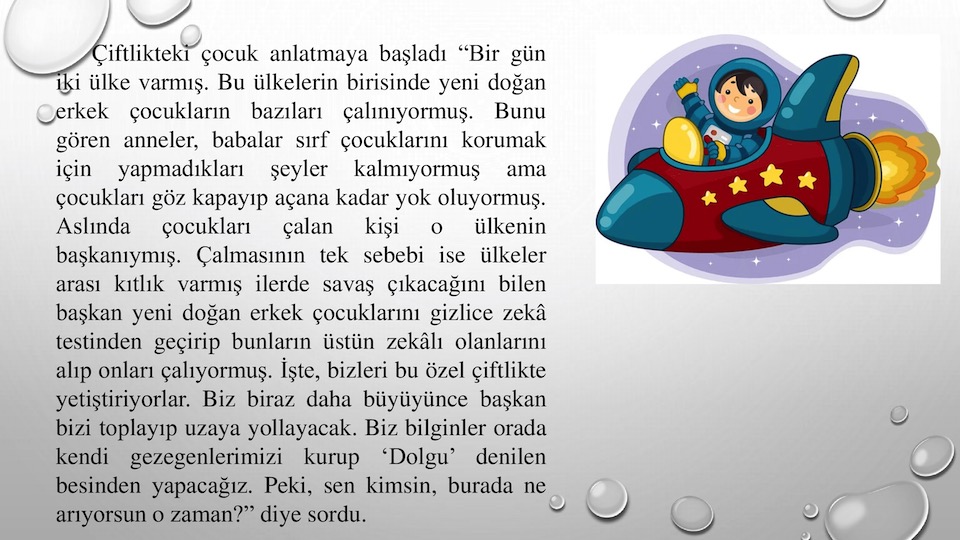 Çiftlikteki çocuk anlatmaya başladı “Bir gün
iki ülke varmış. Bu ülkelerin birisinde yeni doğan
erkek çocukların bazıları çalınıyormuş. Bunu
gören anneler, babalar sırf çocuklarını korumak
için yapmadıkları şeyler kalmıyormuş ama
çocukları göz kapayıp açana kadar yok oluyormuş.
Aslında çocukları çalan kişi o ülkenin
başkanıymış. Çalmasının tek sebebi ise ülkeler
arası kıtlık varmış ilerde savaş çıkacağını bilen
başkan yeni doğan erkek çocuklarını gizlice zekâ
testinden geçirip bunların üstün zekâlı olanlarını
alıp onları çalıyormuş. İşte, bizleri bu özel çiftlikte
yetiştiriyorlar. Biz biraz daha büyüyünce başkan
bizi toplayıp uzaya yollayacak. Biz bilginler orada
kendi gezegenlerimizi kurup ‘Dolgu’ denilen
besinden yapacağız. Peki, sen kimsin, burada ne
arıyorsun o zaman?” diye sordu.